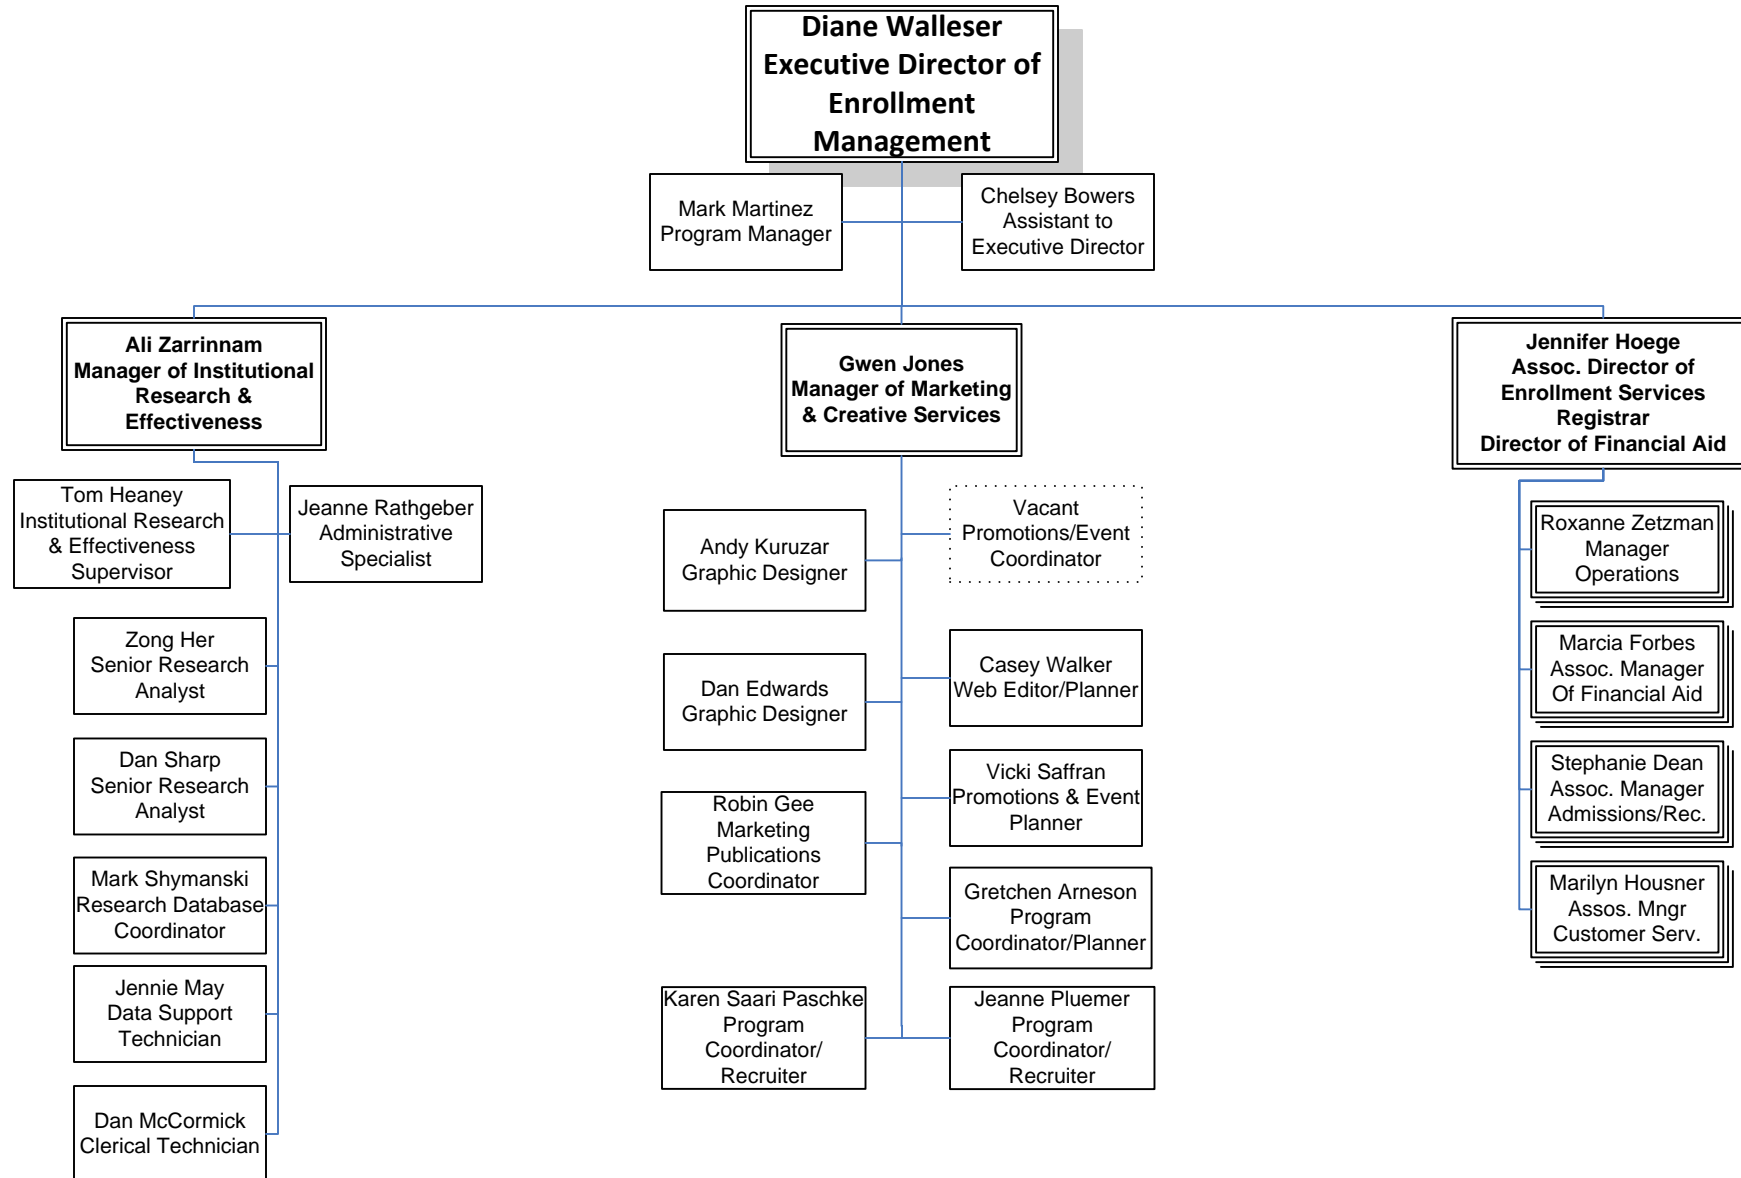 Diane Walleser
Executive Director of
Enrollment
Management
Mark Martinez
Program Manager
Chelsey Bowers
Assistant to
Executive Director
Ali Zarrinnam
Manager of Institutional
Research &
Effectiveness
Gwen Jones
Manager of Marketing
& Creative Services
Jennifer Hoege
Assoc. Director of
Enrollment Services
Registrar
Director of Financial Aid
Tom Heaney
Institutional Research
& Effectiveness
Supervisor
Jeanne Rathgeber
Administrative
Specialist
Zong Her
Senior Research
Analyst
Dan Sharp
Senior Research
Analyst
Mark Shymanski
Research Database
Coordinator
Jennie May
Data Support
Technician
Dan McCormick
Clerical Technician
Andy Kuruzar
Graphic Designer
Vacant
Promotions/Event
Coordinator
Dan Edwards
Graphic Designer
Casey Walker
Web Editor/Planner
Robin Gee
Marketing
Publications
Coordinator
Vicki Saffran
Promotions & Event
Planner
Gretchen Arneson
Program
Coordinator/Planner
Karen Saari Paschke
Program
Coordinator/
Recruiter
Jeanne Pluemer
Program
Coordinator/
Recruiter
Roxanne Zetzman
Manager
Operations
Marcia Forbes
Assoc. Manager
Of Financial Aid
Stephanie Dean
Assoc. Manager
Admissions/Rec.
Marilyn Housner
Assos. Mngr
Customer Serv.